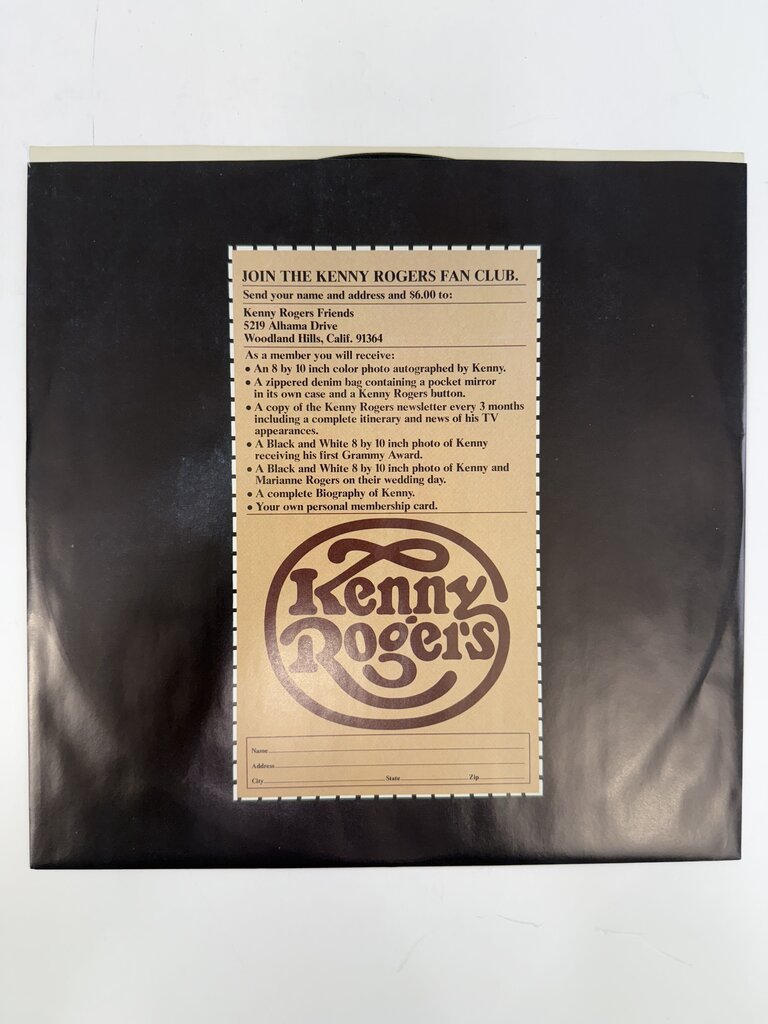 JOIN THE KENNY ROGERS FAN CLUB.
Send your name and address and $6.00 to:
Kenny Rogers Friends
5219 Alhama Drive
Woodland Hills, Calif. 91364
As a member you will receive:
• An 8 by 10 inch color photo autographed by Kenny.
• A zippered denim bag containing a pocket mirror
in its own case and a Kenny Rogers button.
• A copy of the Kenny Rogers newsletter every 3 months
including a complete itinerary and news of his TV
appearances.
• A Black and White 8 by 10 inch photo of Kenny
receiving his first Grammy Award.
• A Black and White 8 by 10 inch photo of Kenny and
Marianne Rogers on their wedding day.
• A complete Biography of Kenny.
• Your own personal membership card.
Kenny
Rogers
Name
Address
City State Zip